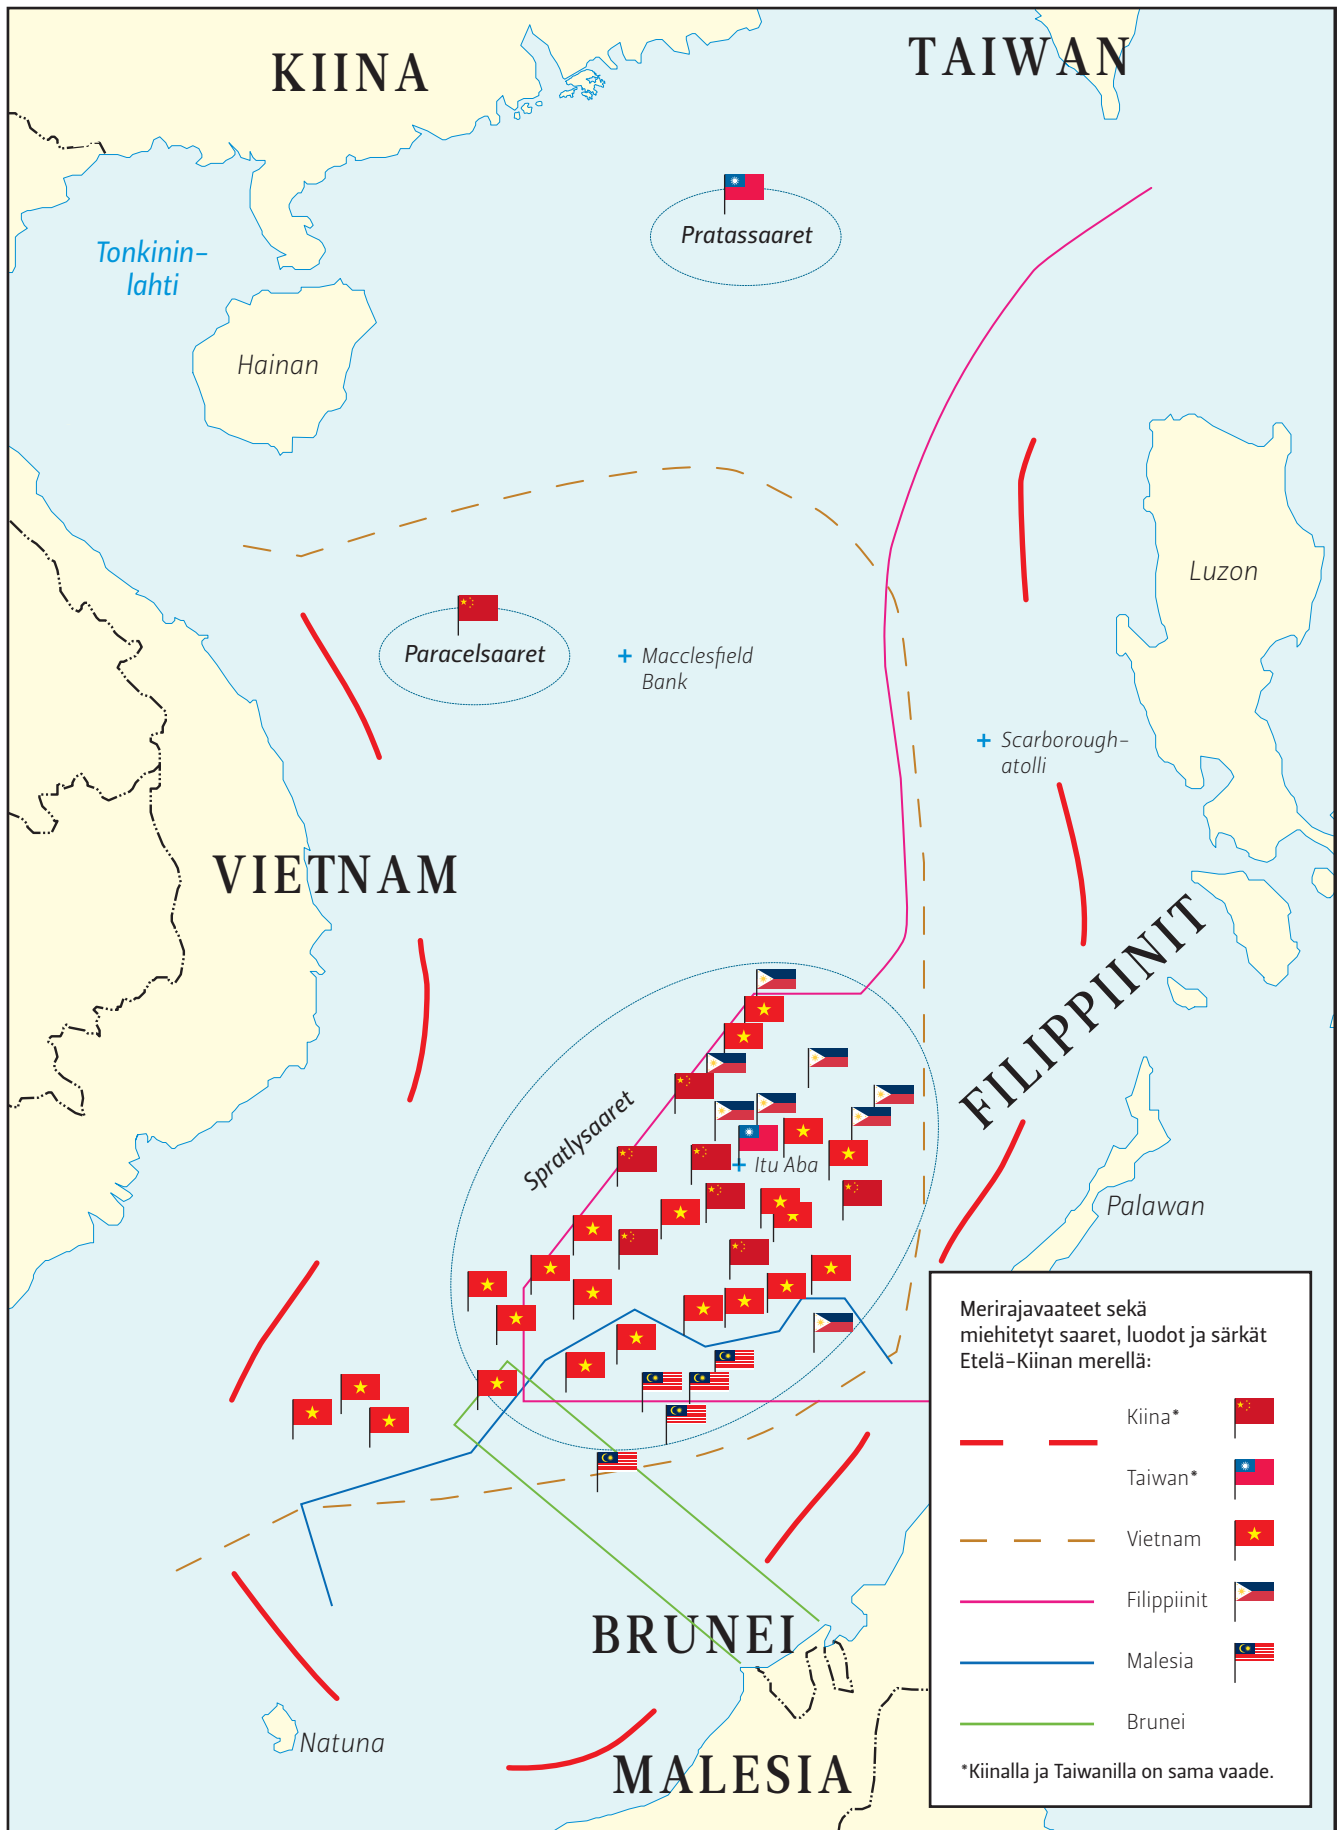 KIINA
TAIWAN
Pratassaaret
Tonkinin-
lahti
Hainan
Luzon
Paracelsaaret
Macclesfield
Bank
Scarborough-
atolli
VIETNAM
FILIPPIINIT
Spratlysaaret
Itu Aba
Palawan
Merirajavaateet sekä
miehitetyt saaret, luodot ja särkät
Etelä-Kiinan merellä:
Kiina*
Taiwan*
Vietnam
Filippiinit
Malesia
Brunei
*Kiinalla ja Taiwanilla on sama vaade.
BRUNEI
Natuna
MALESIA